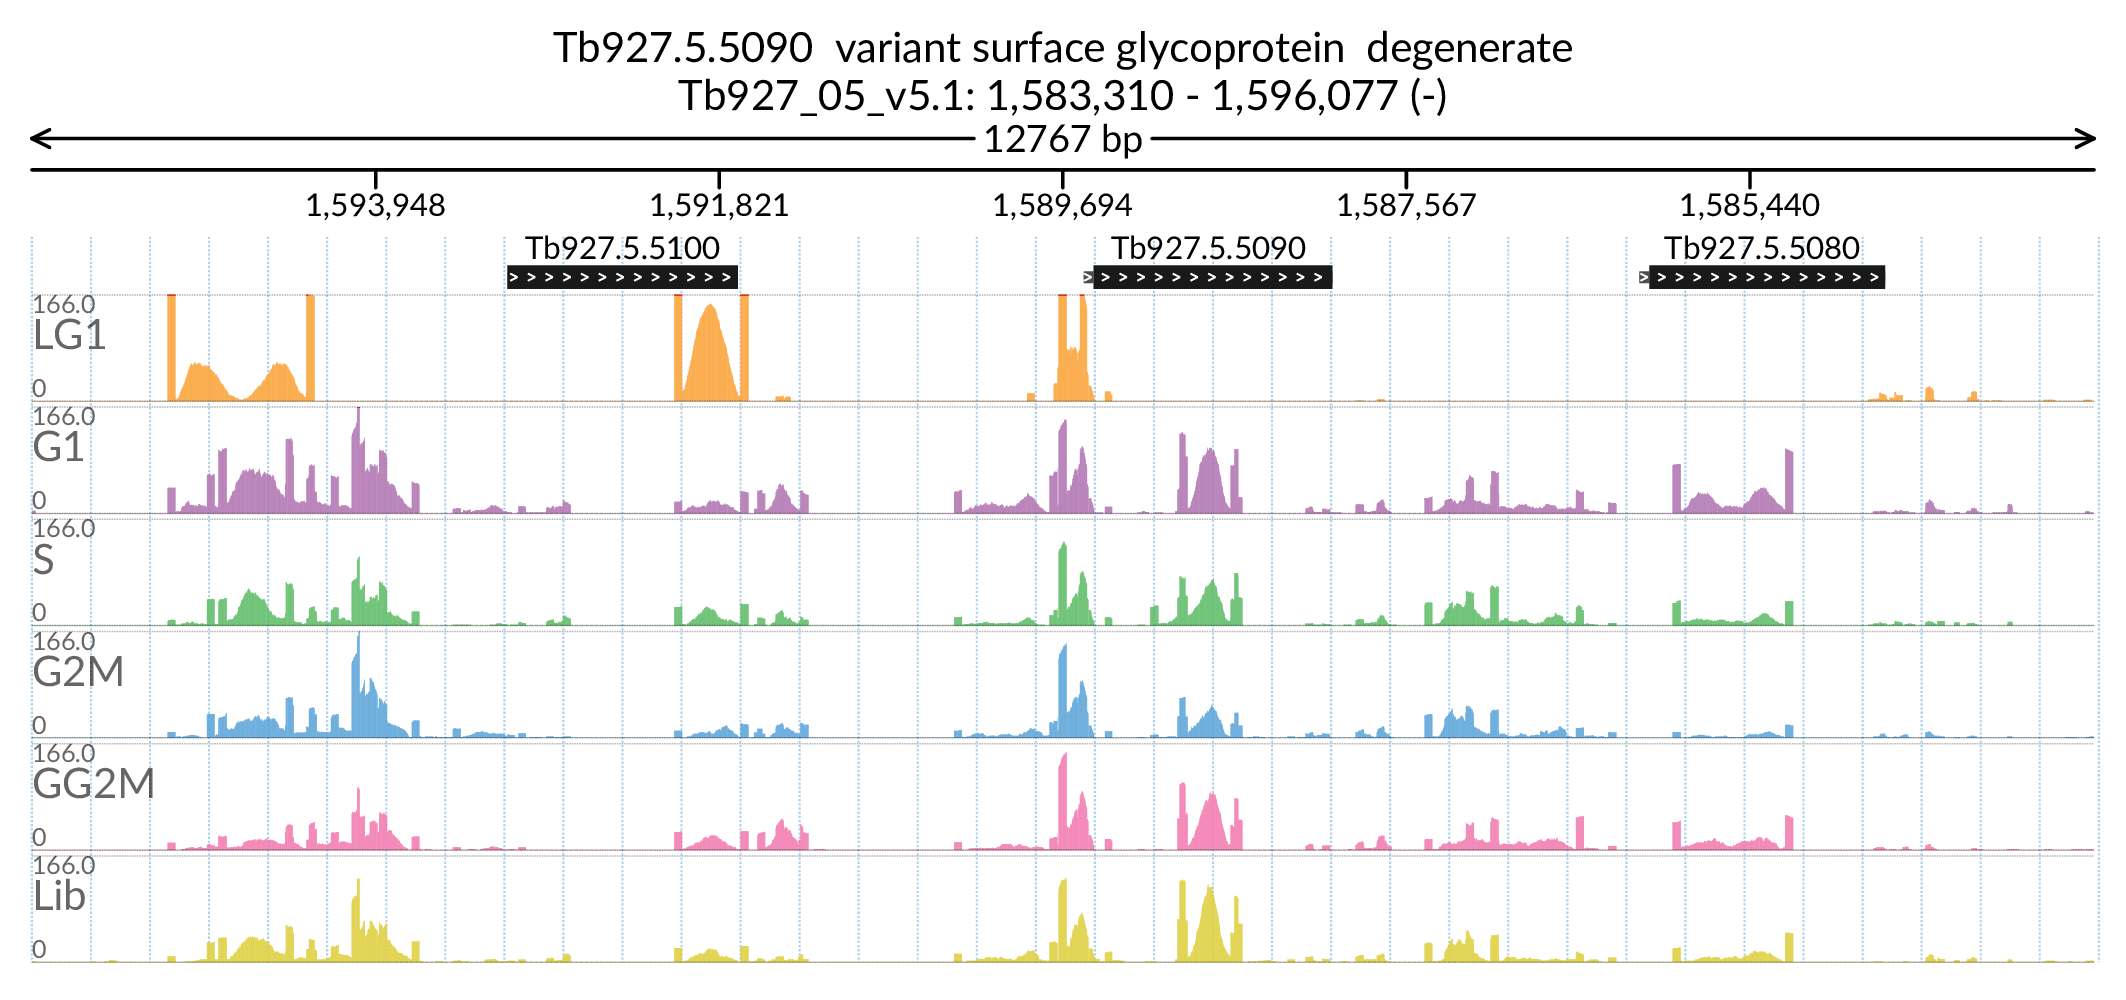 Tb927.5.5090 variant surface glycoprotein degenerate
Tb927_05_v5.1: 1,583,310 - 1,596,077 (-)
12767 bp
1,593,948 1,591,821 1,589,694 1,587,567 1,585,440
Tb927.5.5100 Tb927.5.5090 Tb927.5.5080
166.0
LG1
0
166.0
G1
0
166.0
S
0
166.0
G2M
0
166.0
GG2M
0
166.0
Lib
0